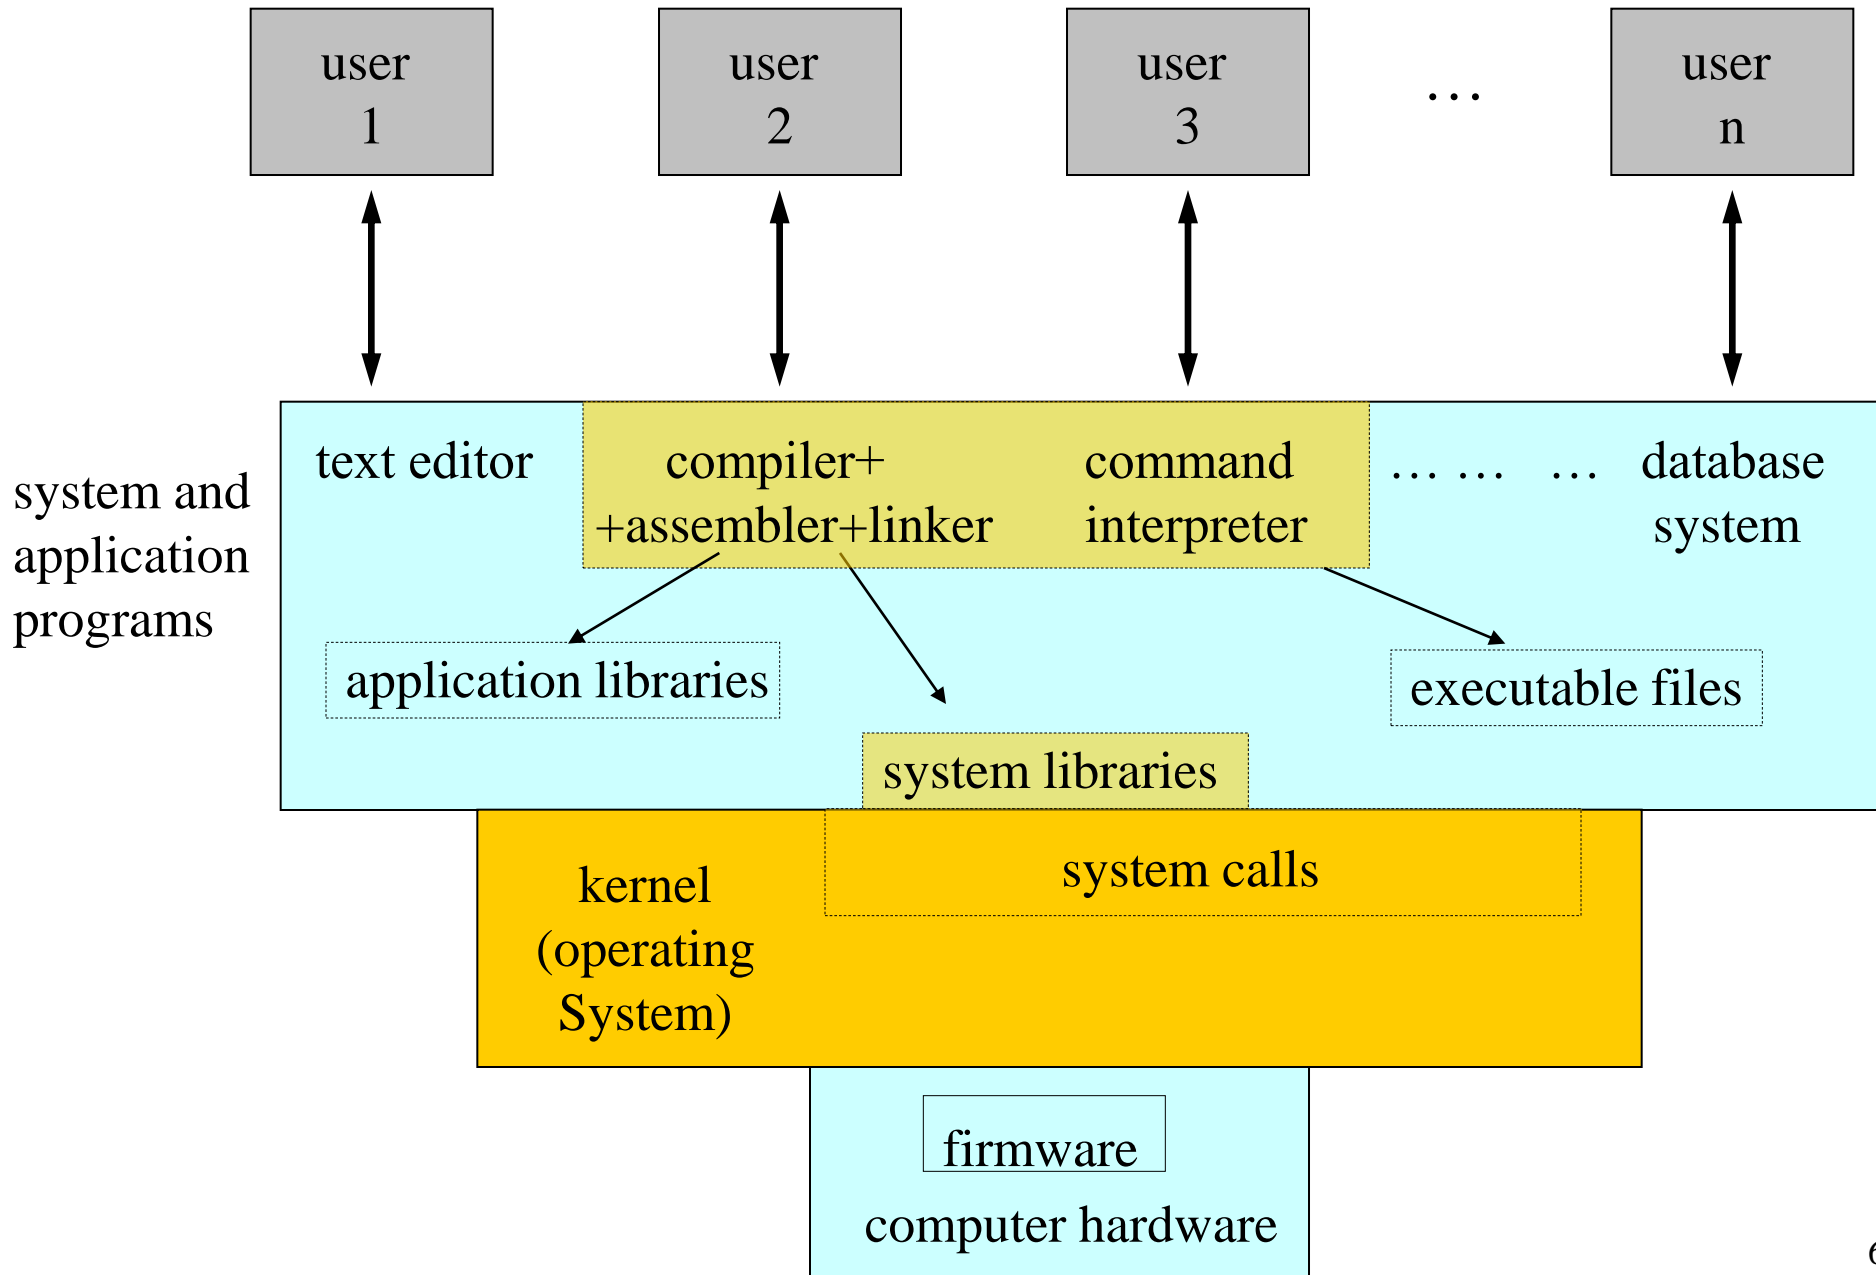 user
1
user
2
user
3
…
user
n
system and
application
programs
text editor
compiler+
+assembler+linker
command
interpreter
… … …
database
system
application libraries
executable files
system libraries
system calls
kernel
(operating
System)
firmware
computer hardware